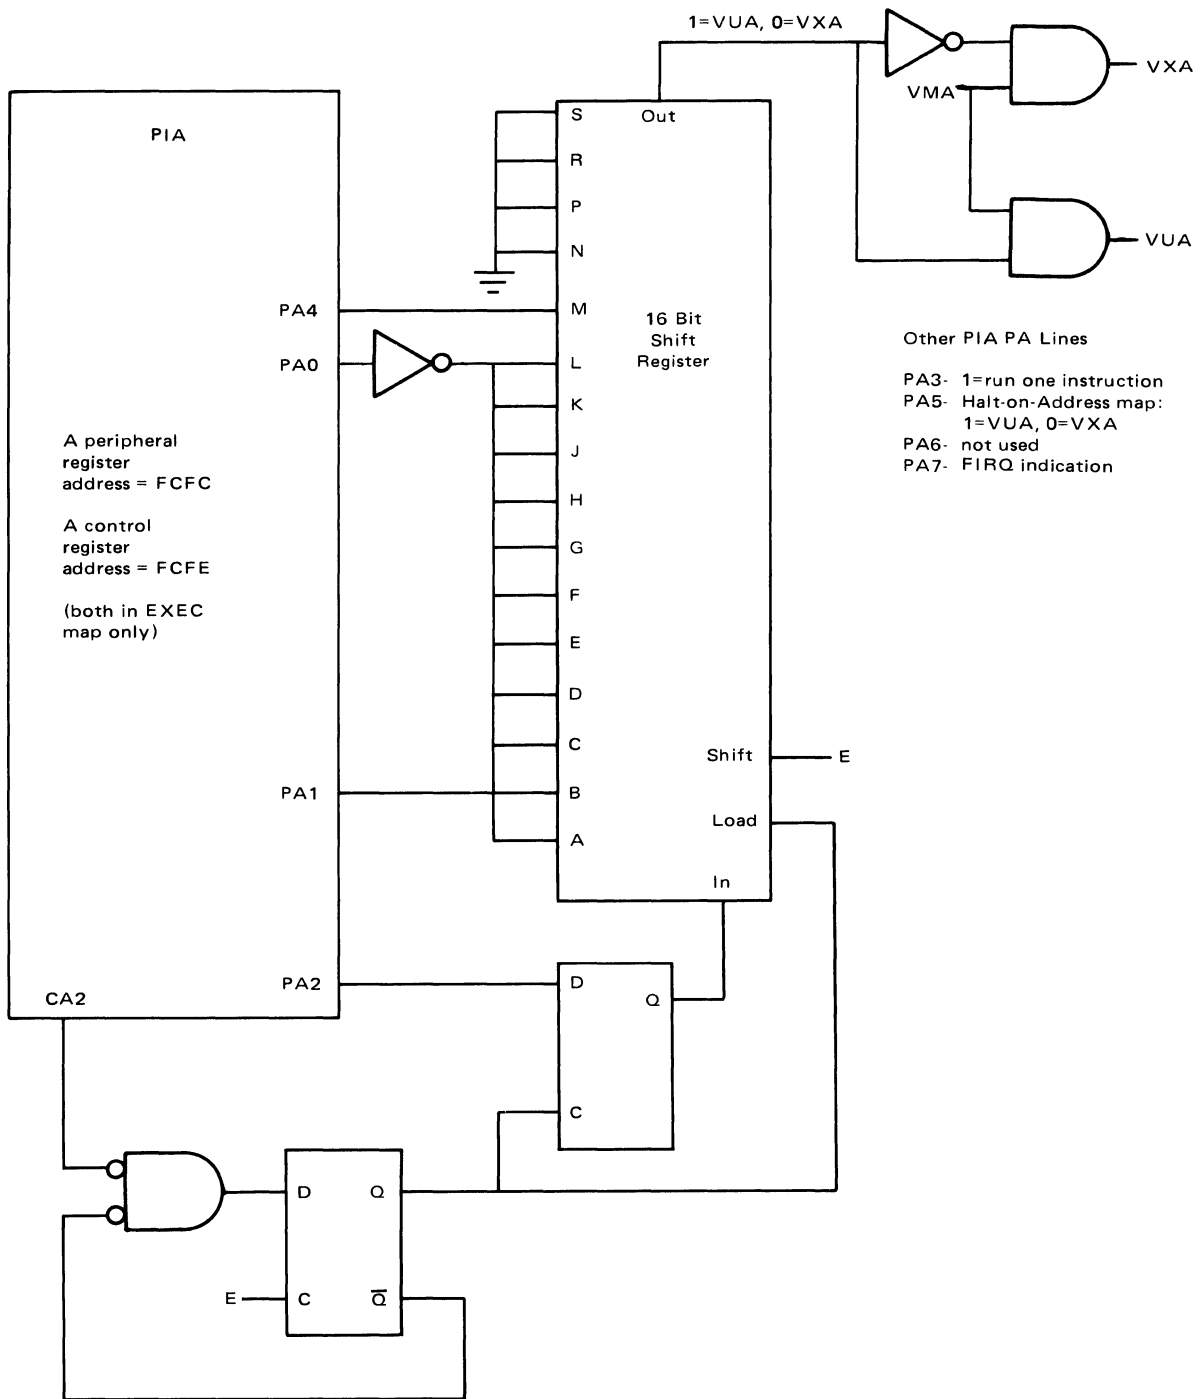 1=VUA, 0=VXA
VXA
VMA
VUA
PIA
PA4
PA0
A peripheral
register
address = FCFC
A control
register
address = FCFE
(both in EXEC
map only)
PA1
PA2
CA2
Out
S
R
P
N
M
L
K
J
H
G
F
E
D
C
B
A
16 Bit
Shift
Register
Shift
E
Load
In
Other PIA PA Lines
PA3- 1=run one instruction
PA5- Halt-on-Address map:
1=VUA, 0=VXA
PA6- not used
PA7- FIRQ indication
D
Q
C
D
Q
E
C
Q̅